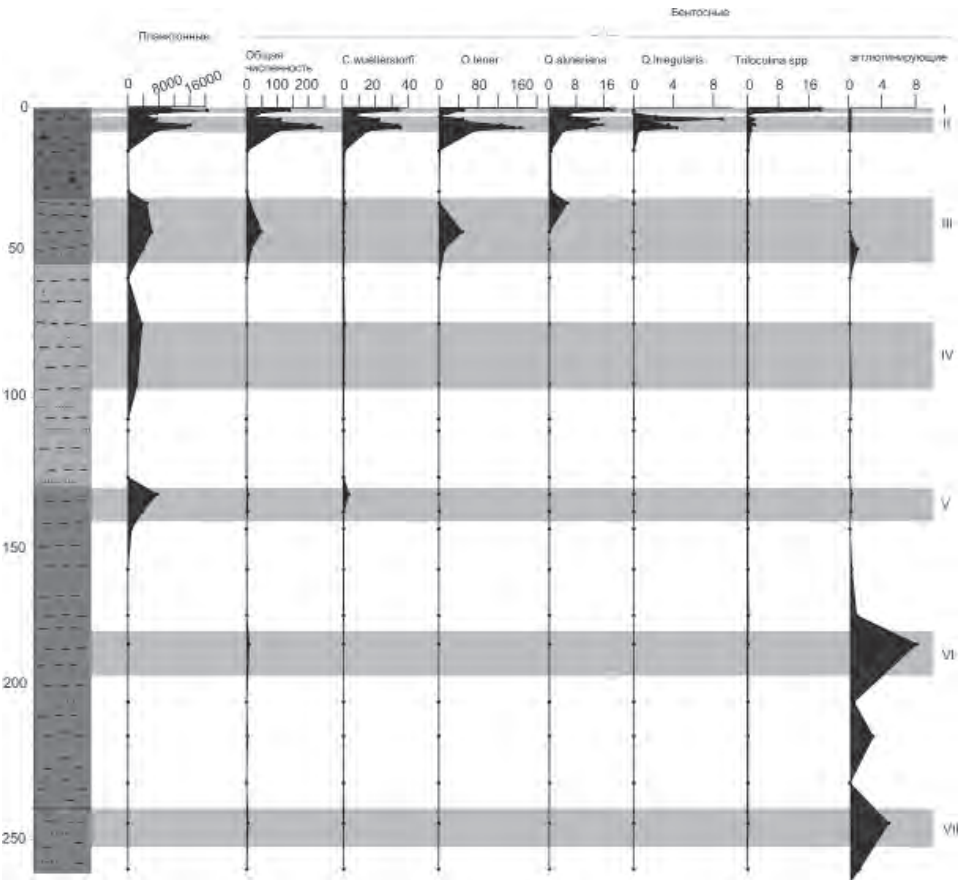 Бентосные
Планктонные
Общая
численность
C.wuellerstorfi
O.tener
Q.akneriana
Q.Irregularis
Triloculina spp
агглютинирующие
0 8000 16000
0 100 200
0 20 40
0 80 160
0 8 16
0 4 8
0 8 16
0 4 8
0
I
II
III
50
IV
100
V
150
VI
200
VII
250